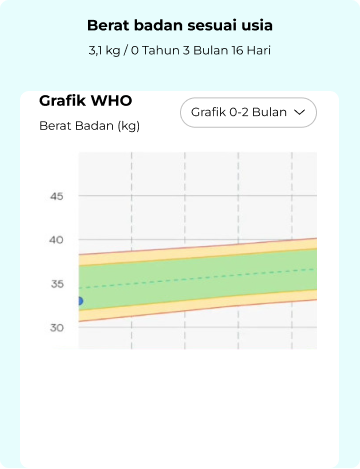 Berat badan sesuai usia
3,1 kg / 0 Tahun 3 Bulan 16 Hari
Grafik WHO
Grafik 0-2 Bulan
Berat Badan (kg)
45
40
35
30